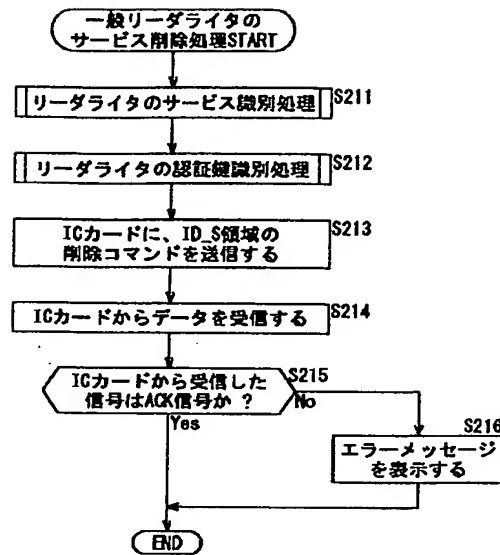 一般リーダライタの
サービス削除処理START
リーダライタのサービス識別処理
S211
リーダライタの認証鍵識別処理
S212
ICカードに、ID_S領域の
削除コマンドを送信する
S213
ICカードからデータを受信する
S214
ICカードから受信した
信号はACK信号か ?
S215
No
Yes
S216
エラーメッセージ
を表示する
END